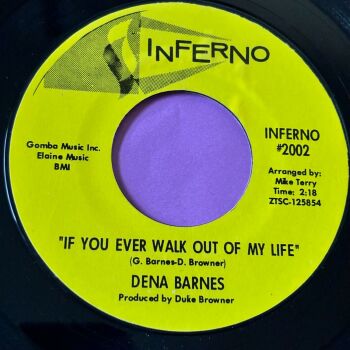 INFERNO
Gomba Music Inc.
Elaine Music
BMI
INFERNO
#2002
Arranged by:
Mike Terry
Time: 2:18
ZTSC-125854
"IF YOU EVER WALK OUT OF MY LIFE"
(G. Barnes-D. Browner)
DENA BARNES
Produced by Duke Browner